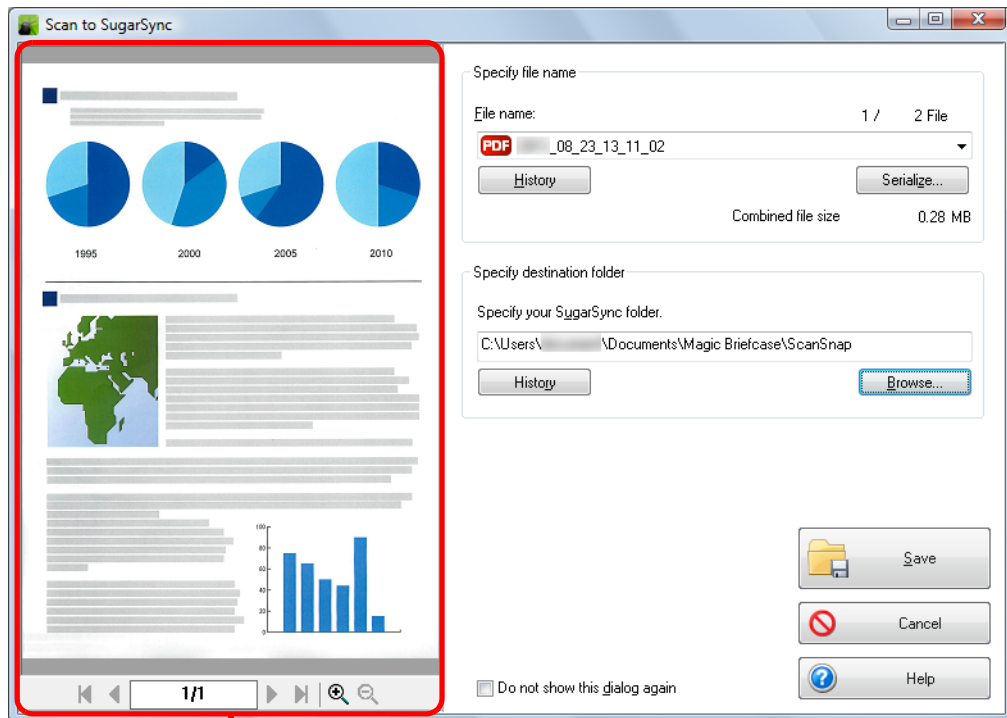 Scan to SugarSync
1995 2000 2005 2010
100
80
60
40
20
0
1/1
Specify file name
File name: 1 / 2 File
PDF _08_23_13_11_02
History Serialize...
Combined file size 0.28 MB
Specify destination folder
Specify your SugarSync folder.
C:\Users\ \Documents\Magic Briefcase\ScanSnap
History Browse...
Save
Cancel
Help
Do not show this dialog again